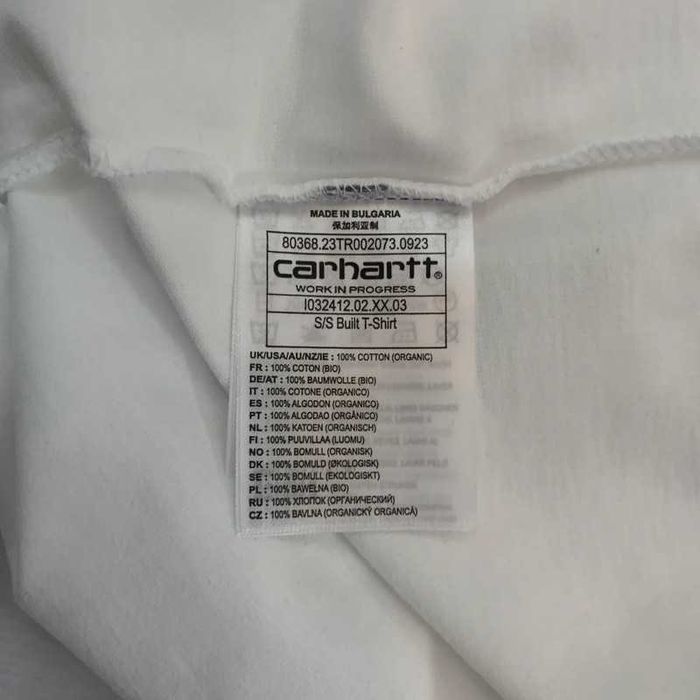 MADE IN BULGARIA
保加利亚制
80368.23TR002073.0923
carhartt®
WORK IN PROGRESS
I032412.02.XX.03
S/S Built T-Shirt
UK/USA/AU/NZ/IE : 100% COTTON (ORGANIC)
FR : 100% COTON (BIO)
DE/AT : 100% BAUMWOLLE (BIO)
IT : 100% COTONE (ORGANICO)
ES : 100% ALGODON (ORGANICO)
PT : 100% ALGODAO (ORGÂNICO)
NL : 100% KATOEN (ORGANISCH)
FI : 100% PUUVILLAA (LUOMU)
NO : 100% BOMULL (ORGANISK)
DK : 100% BOMULD (ØKOLOGISK)
SE : 100% BOMULL (EKOLOGISKT)
PL : 100% BAWEŁNA (BIO)
RU : 100% ХЛОПОК (ОРГАНИЧЕСКИЙ)
CZ : 100% BAVLNA (ORGANICKÝ ORGANICÁ)